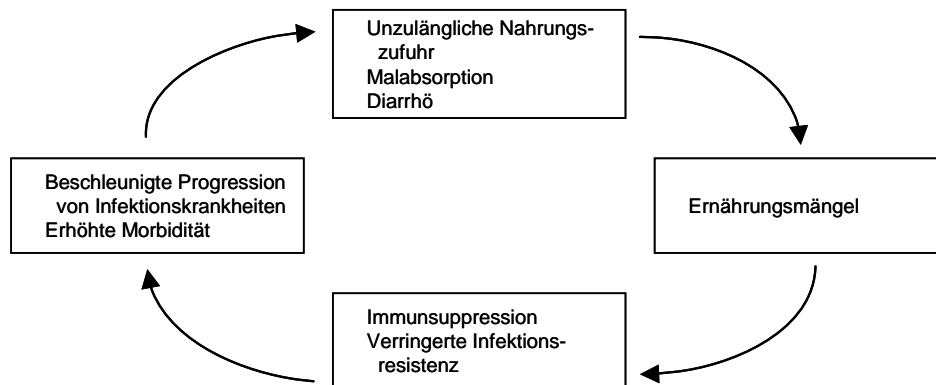 Unzulängliche Nahrungs-
zufuhr
Malabsorption
Diarrhö
Beschleunigte Progression
von Infektionskrankheiten
Erhöhte Morbidität
Ernährungsmängel
Immunsuppression
Verringerte Infektions-
resistenz